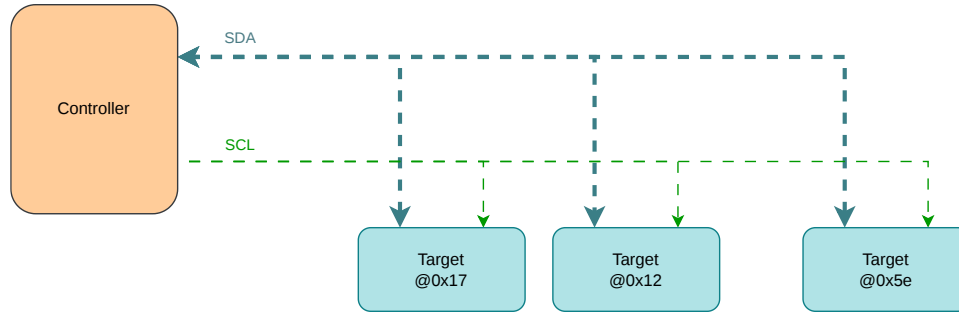 SDA
Controller
SCL
Target
@0x17
Target
@0x12
Target
@0x5e